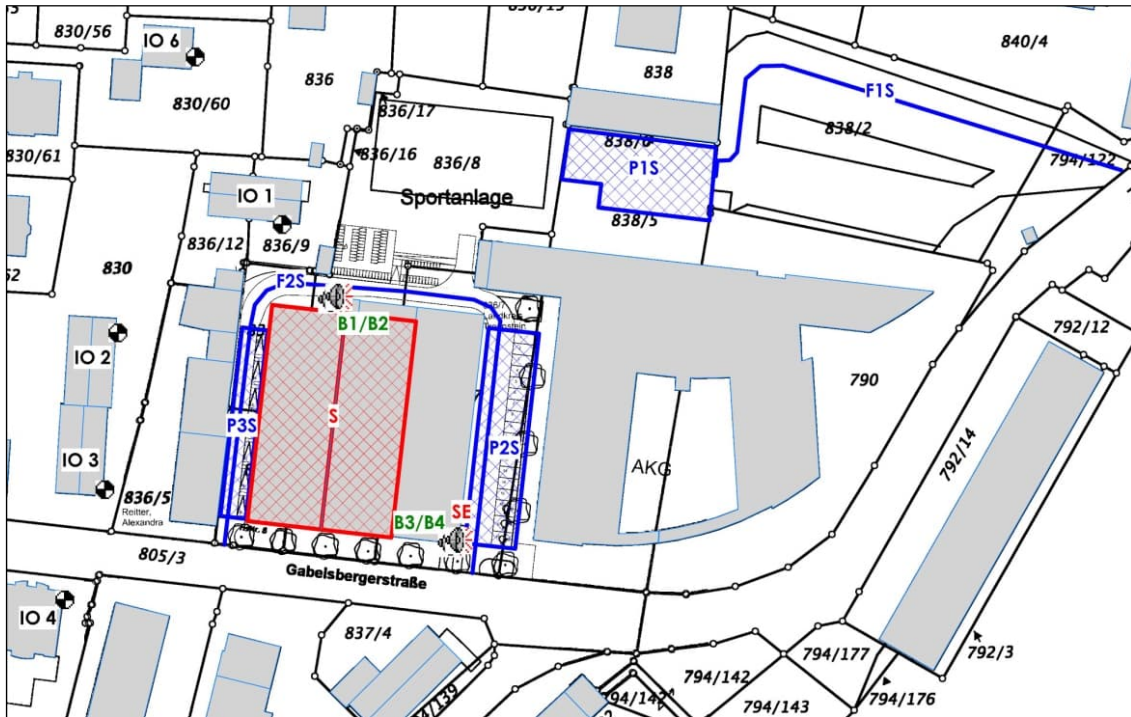 830/56
IO 6
836
838
840/4
F1S
830/60
836/17
838/2
830/61
836/16
836/8
P1S
794/122
IO 1
Sportanlage
838/5
836/12
836/9
830
F2S
B1/B2
792/12
IO 2
790
S
P3S
P2S
792/14
IO 3
AKG
836/5
Reitter,
Alexandra
B3/B4
SE
805/3
Gabelsbergerstraße
IO 4
837/4
794/177
792/3
794/142
794/176
794/143